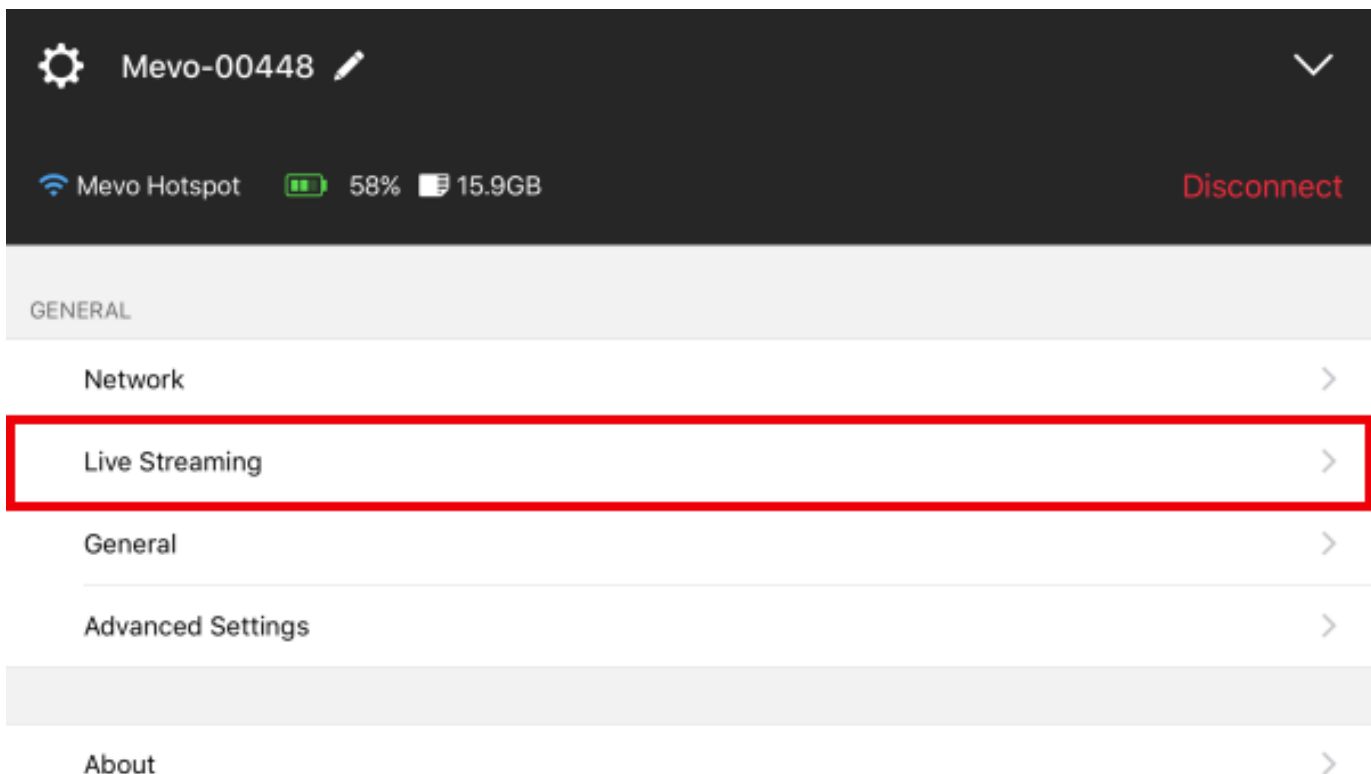 Mevo-00448
Mevo Hotspot 58% 15.9GB Disconnect
GENERAL
Network
Live Streaming
General
Advanced Settings
About